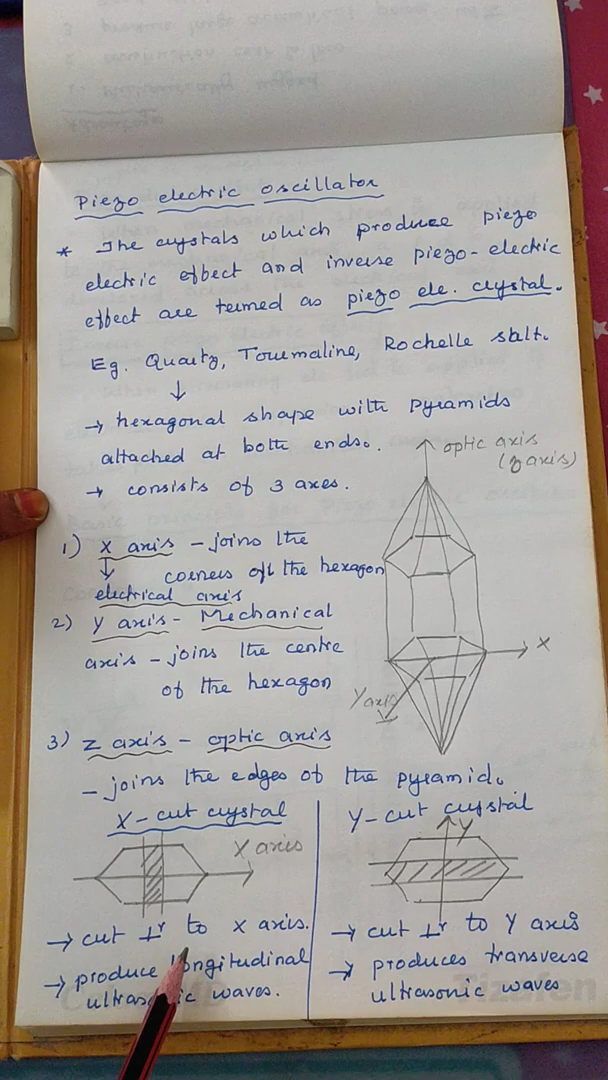 Piezo electric oscillator
* The crystals which produce piezo
electric effect and inverse piezo-electric
effect are termed as piezo ele. crystal.
Eg. Quartz, Tourmaline, Rochelle salt.
↓
→ hexagonal shape with pyramids
attached at both ends.
→ consists of 3 axes.
optic axis
(z axis)
1) X axis - joins the
corners of the hexagon
↓
electrical axis
2) Y axis - Mechanical
axis - joins the centre
of the hexagon
X
Y axis
3) Z axis - optic axis
- joins the edges of the pyramid.
X-cut crystal
X axis
→ cut ⊥r to X axis.
→ produce longitudinal
ultrasonic waves.
Y-cut crystal
Y
→ cut ⊥r to Y axis
→ produces transverse
ultrasonic waves
Tizafen